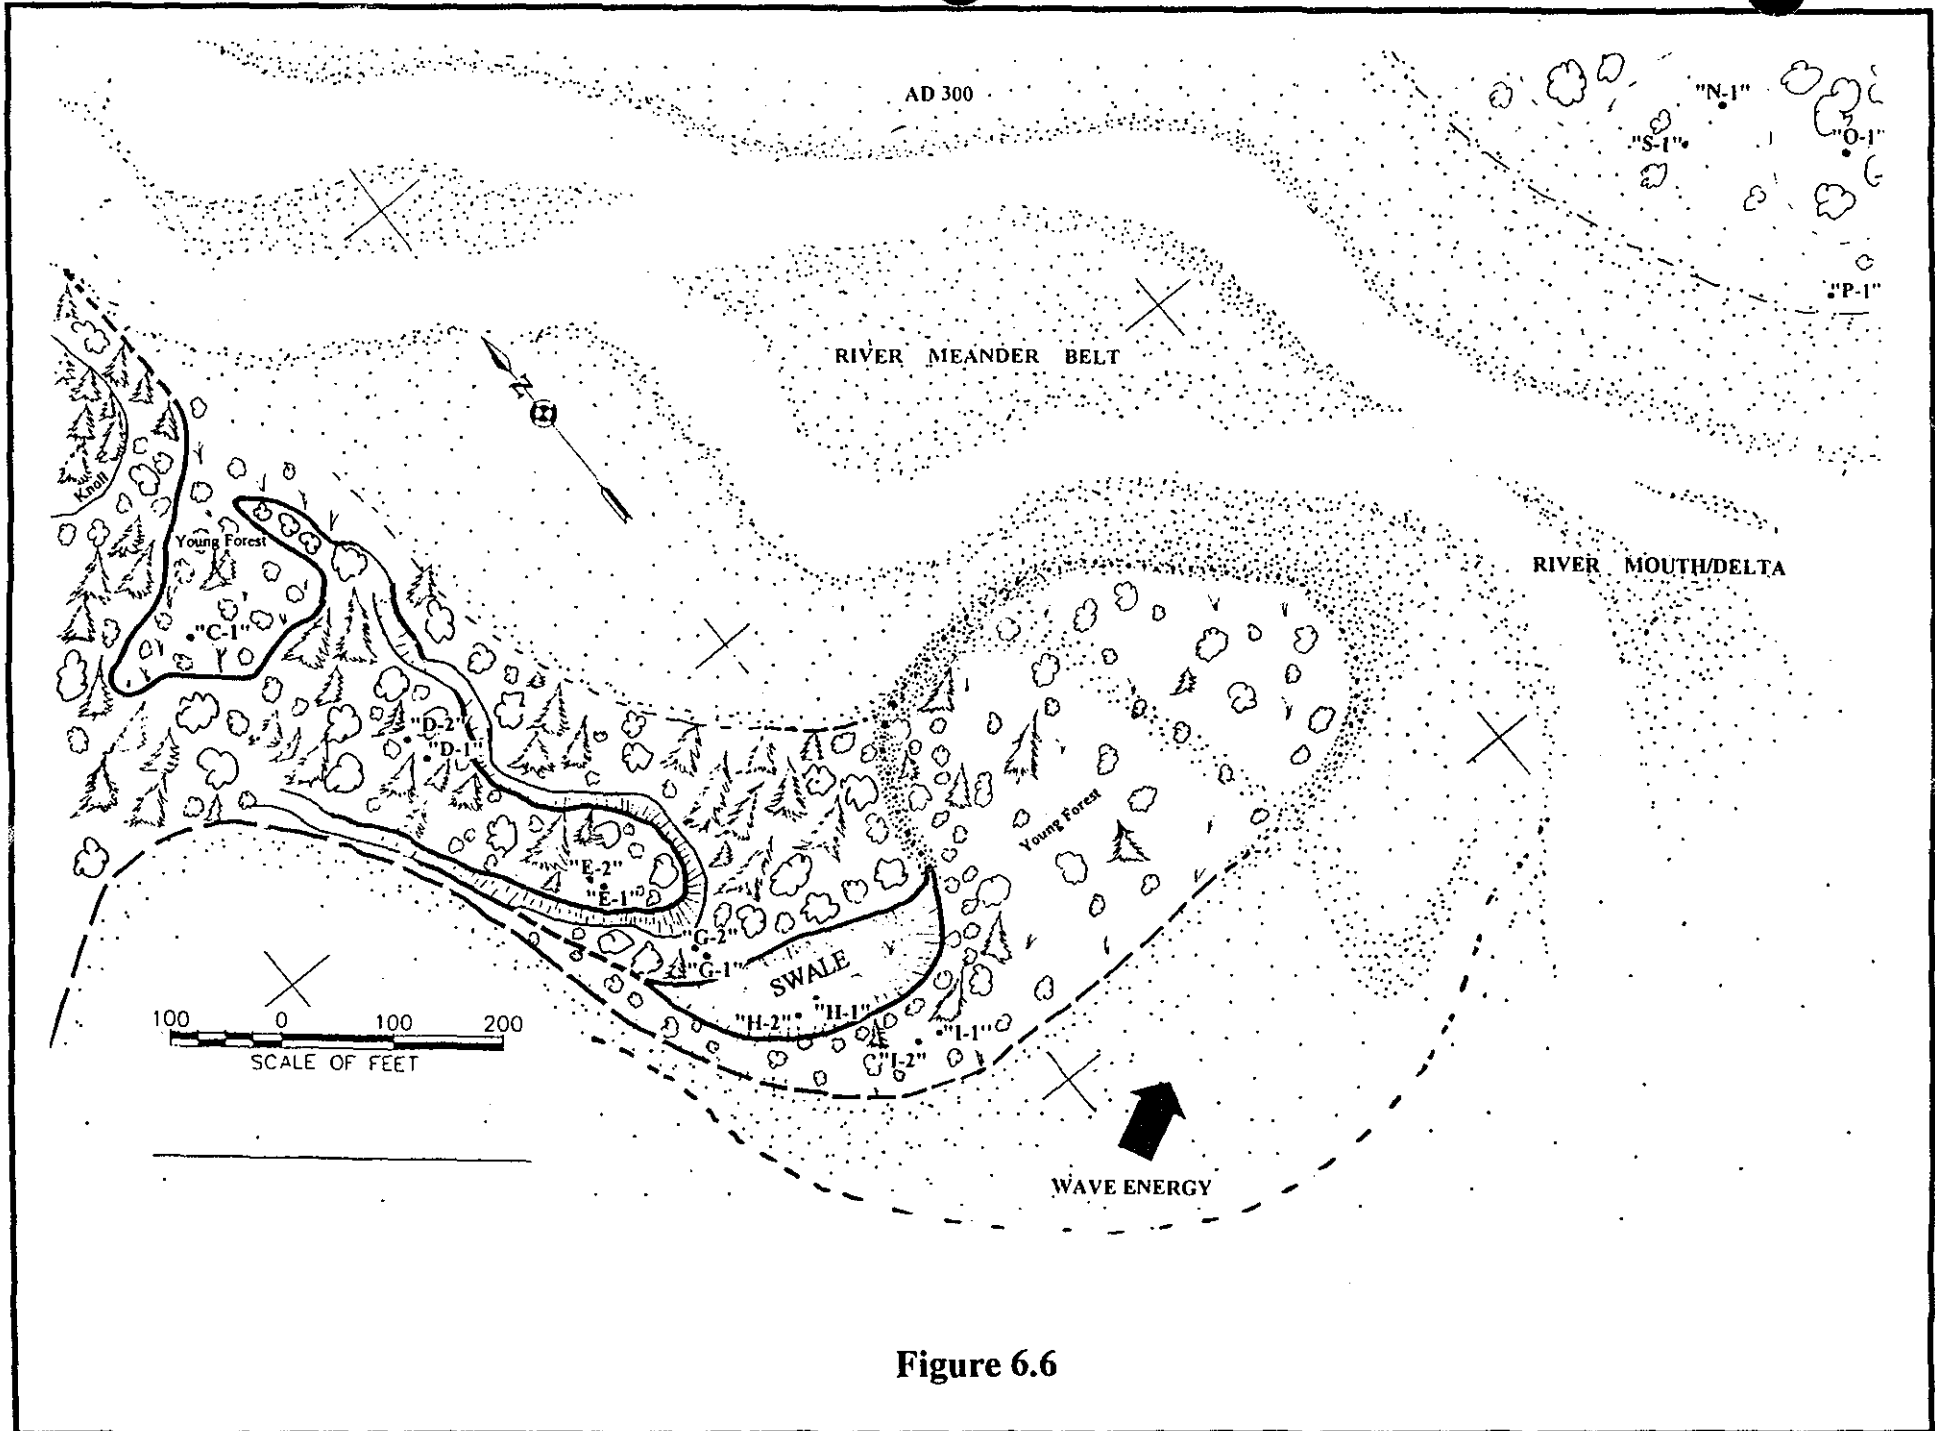 AD 300
"N-1"
"S-1"
"O-1"
"P-1"
RIVER MEANDER BELT
N
Knoll
Young Forest
RIVER MOUTH/DELTA
"C-1"
"D-2"
"D-1"
Young Forest
"E-2"
"E-1"
"G-2"
"G-1"
SWALE
"H-2"
"H-1"
"I-1"
"I-2"
100 0 100 200
SCALE OF FEET
WAVE ENERGY
Figure 6.6